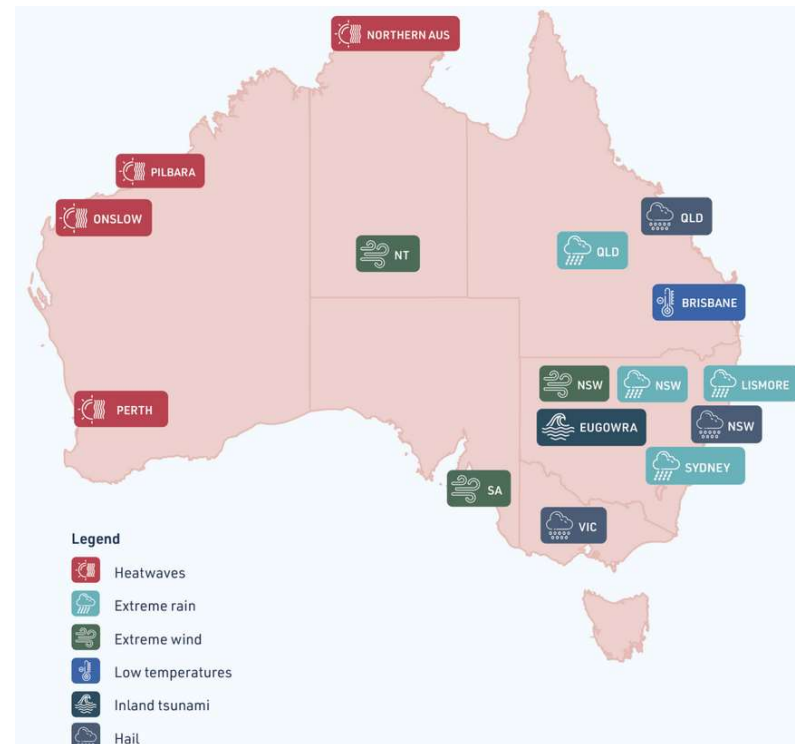 NORTHERN AUS
PILBARA
ONSLOW
QLD
NT
QLD
BRISBANE
NSW
NSW
LISMORE
PERTH
EUGOWRA
NSW
SYDNEY
SA
VIC
Legend
Heatwaves
Extreme rain
Extreme wind
Low temperatures
Inland tsunami
Hail